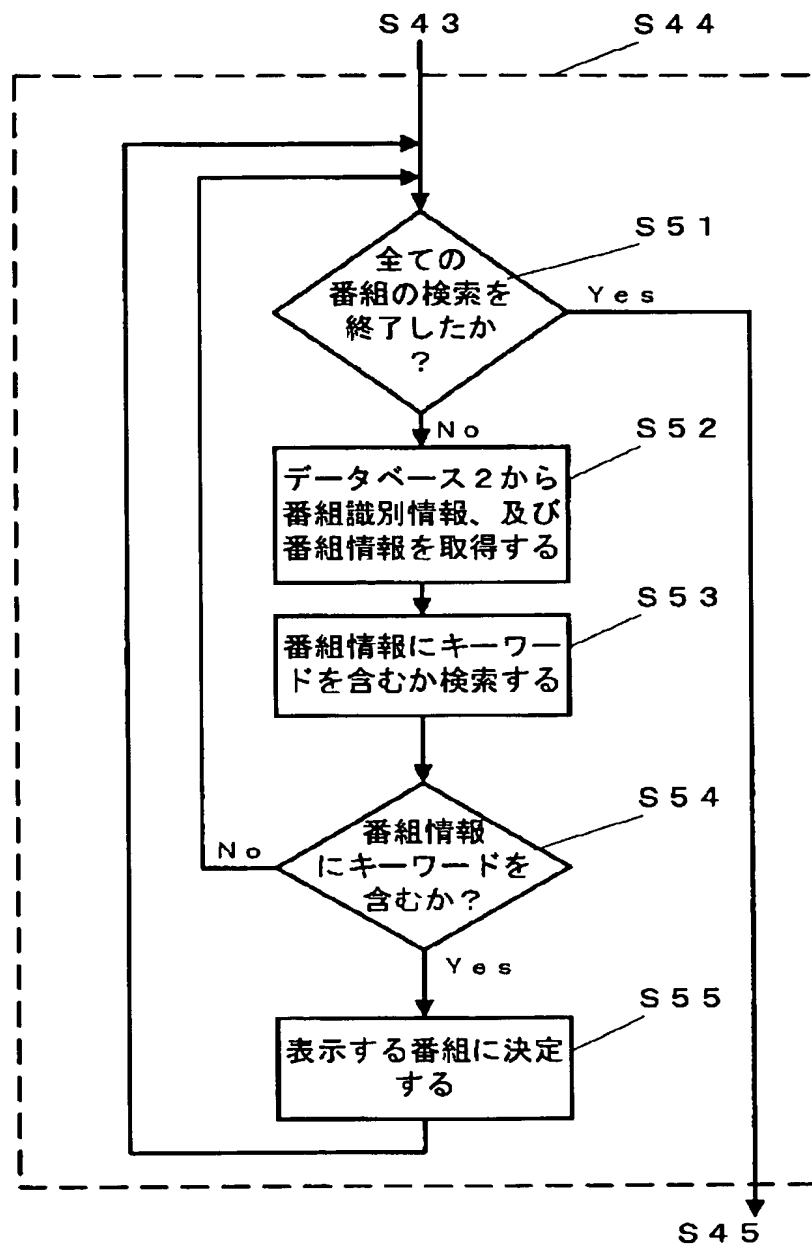 S43
S44
S51
全ての
番組の検索を
終了したか
?
Yes
No
S52
データベース2から
番組識別情報、及び
番組情報を取得する
S53
番組情報にキーワー
ドを含むか検索する
S54
番組情報
にキーワードを
含むか?
No
Yes
S55
表示する番組に決定
する
S45